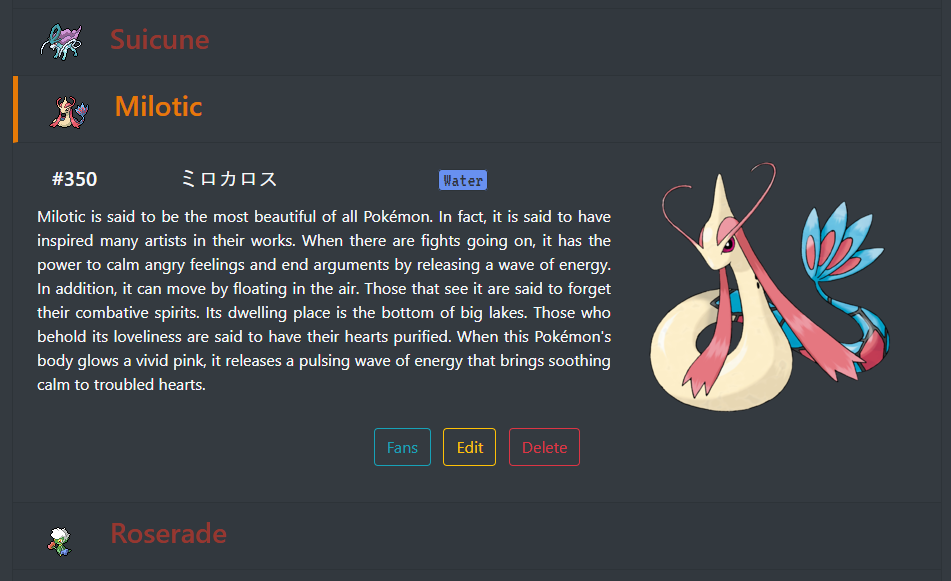 Suicune
Milotic
#350 ミロカロス Water
Milotic is said to be the most beautiful of all Pokémon. In fact, it is said to have
inspired many artists in their works. When there are fights going on, it has the
power to calm angry feelings and end arguments by releasing a wave of energy.
In addition, it can move by floating in the air. Those that see it are said to forget
their combative spirits. Its dwelling place is the bottom of big lakes. Those who
behold its loveliness are said to have their hearts purified. When this Pokémon's
body glows a vivid pink, it releases a pulsing wave of energy that brings soothing
calm to troubled hearts.
Fans Edit Delete
Roserade